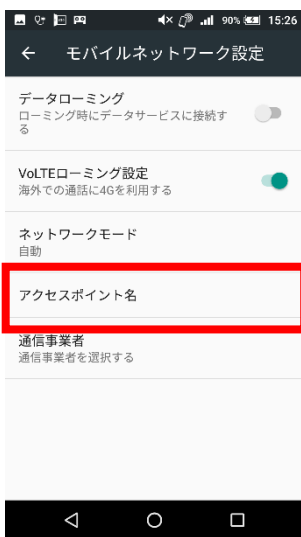 90% 15:26
モバイルネットワーク設定
データローミング
ローミング時にデータサービスに接続す
る
VoLTEローミング設定
海外での通話に4Gを利用する
ネットワークモード
自動
アクセスポイント名
通信事業者
通信事業者を選択する